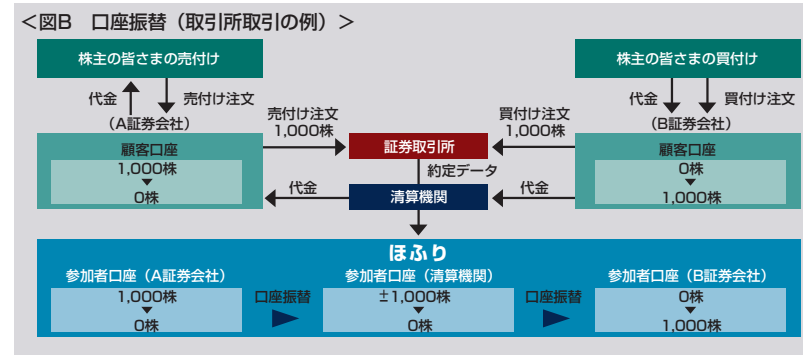 ＜図B　口座振替（取引所取引の例）＞
株主の皆さまの売付け
株主の皆さまの買付け
代金
売付け注文
代金
買付け注文
（A証券会社）
売付け注文
1,000株
買付け注文
1,000株
（B証券会社）
顧客口座
1,000株
▼
0株
証券取引所
約定データ
清算機関
代金
代金
顧客口座
0株
▼
1,000株
ほふり
参加者口座（A証券会社）
1,000株
▼
0株
口座振替
参加者口座（清算機関）
±1,000株
▼
0株
口座振替
参加者口座（B証券会社）
0株
▼
1,000株